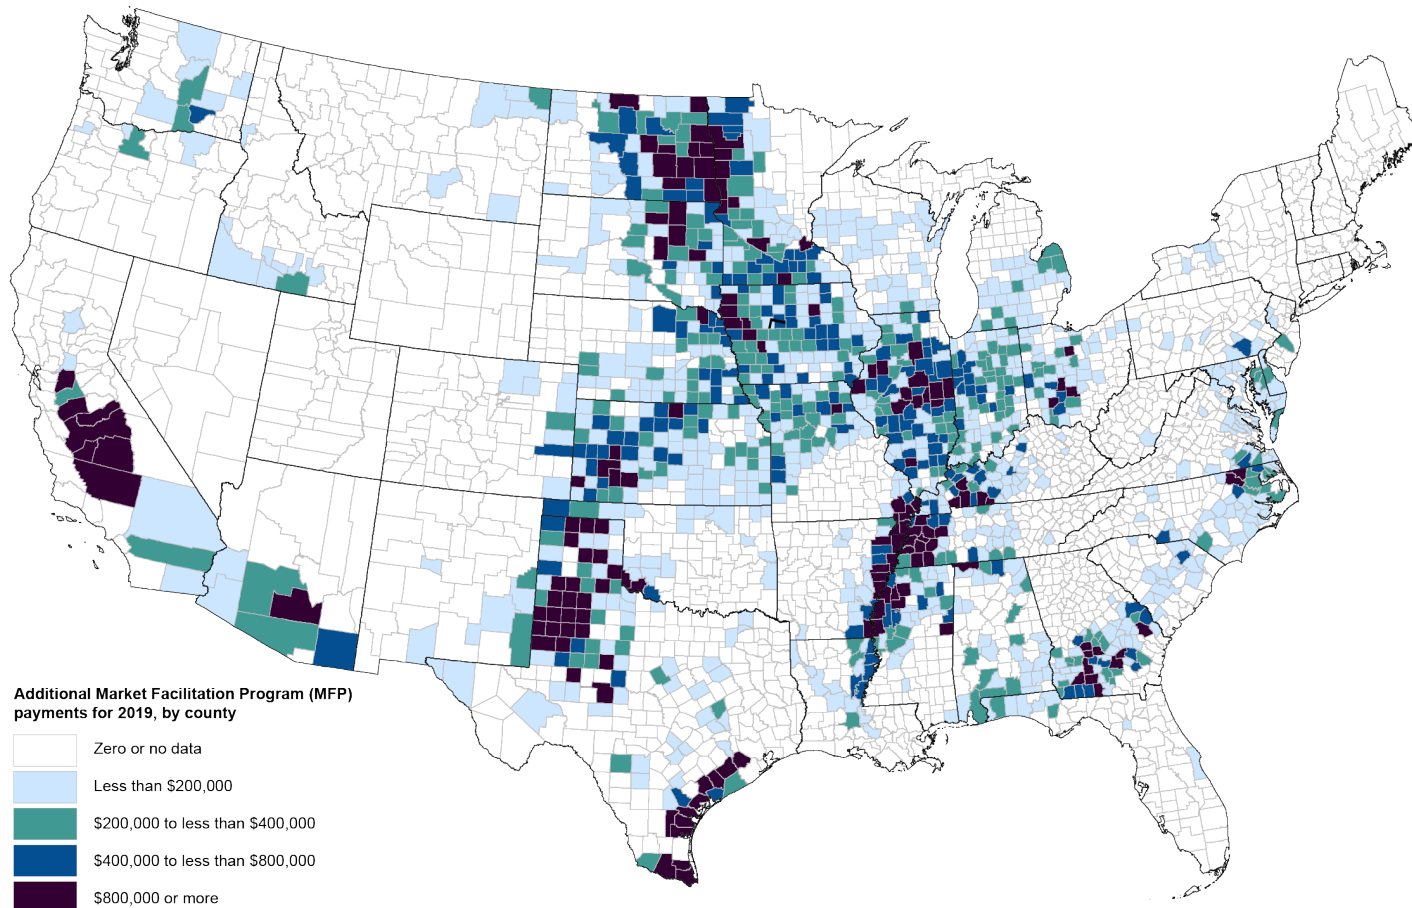 Additional Market Facilitation Program (MFP)
payments for 2019, by county
Zero or no data
Less than $200,000
$200,000 to less than $400,000
$400,000 to less than $800,000
$800,000 or more